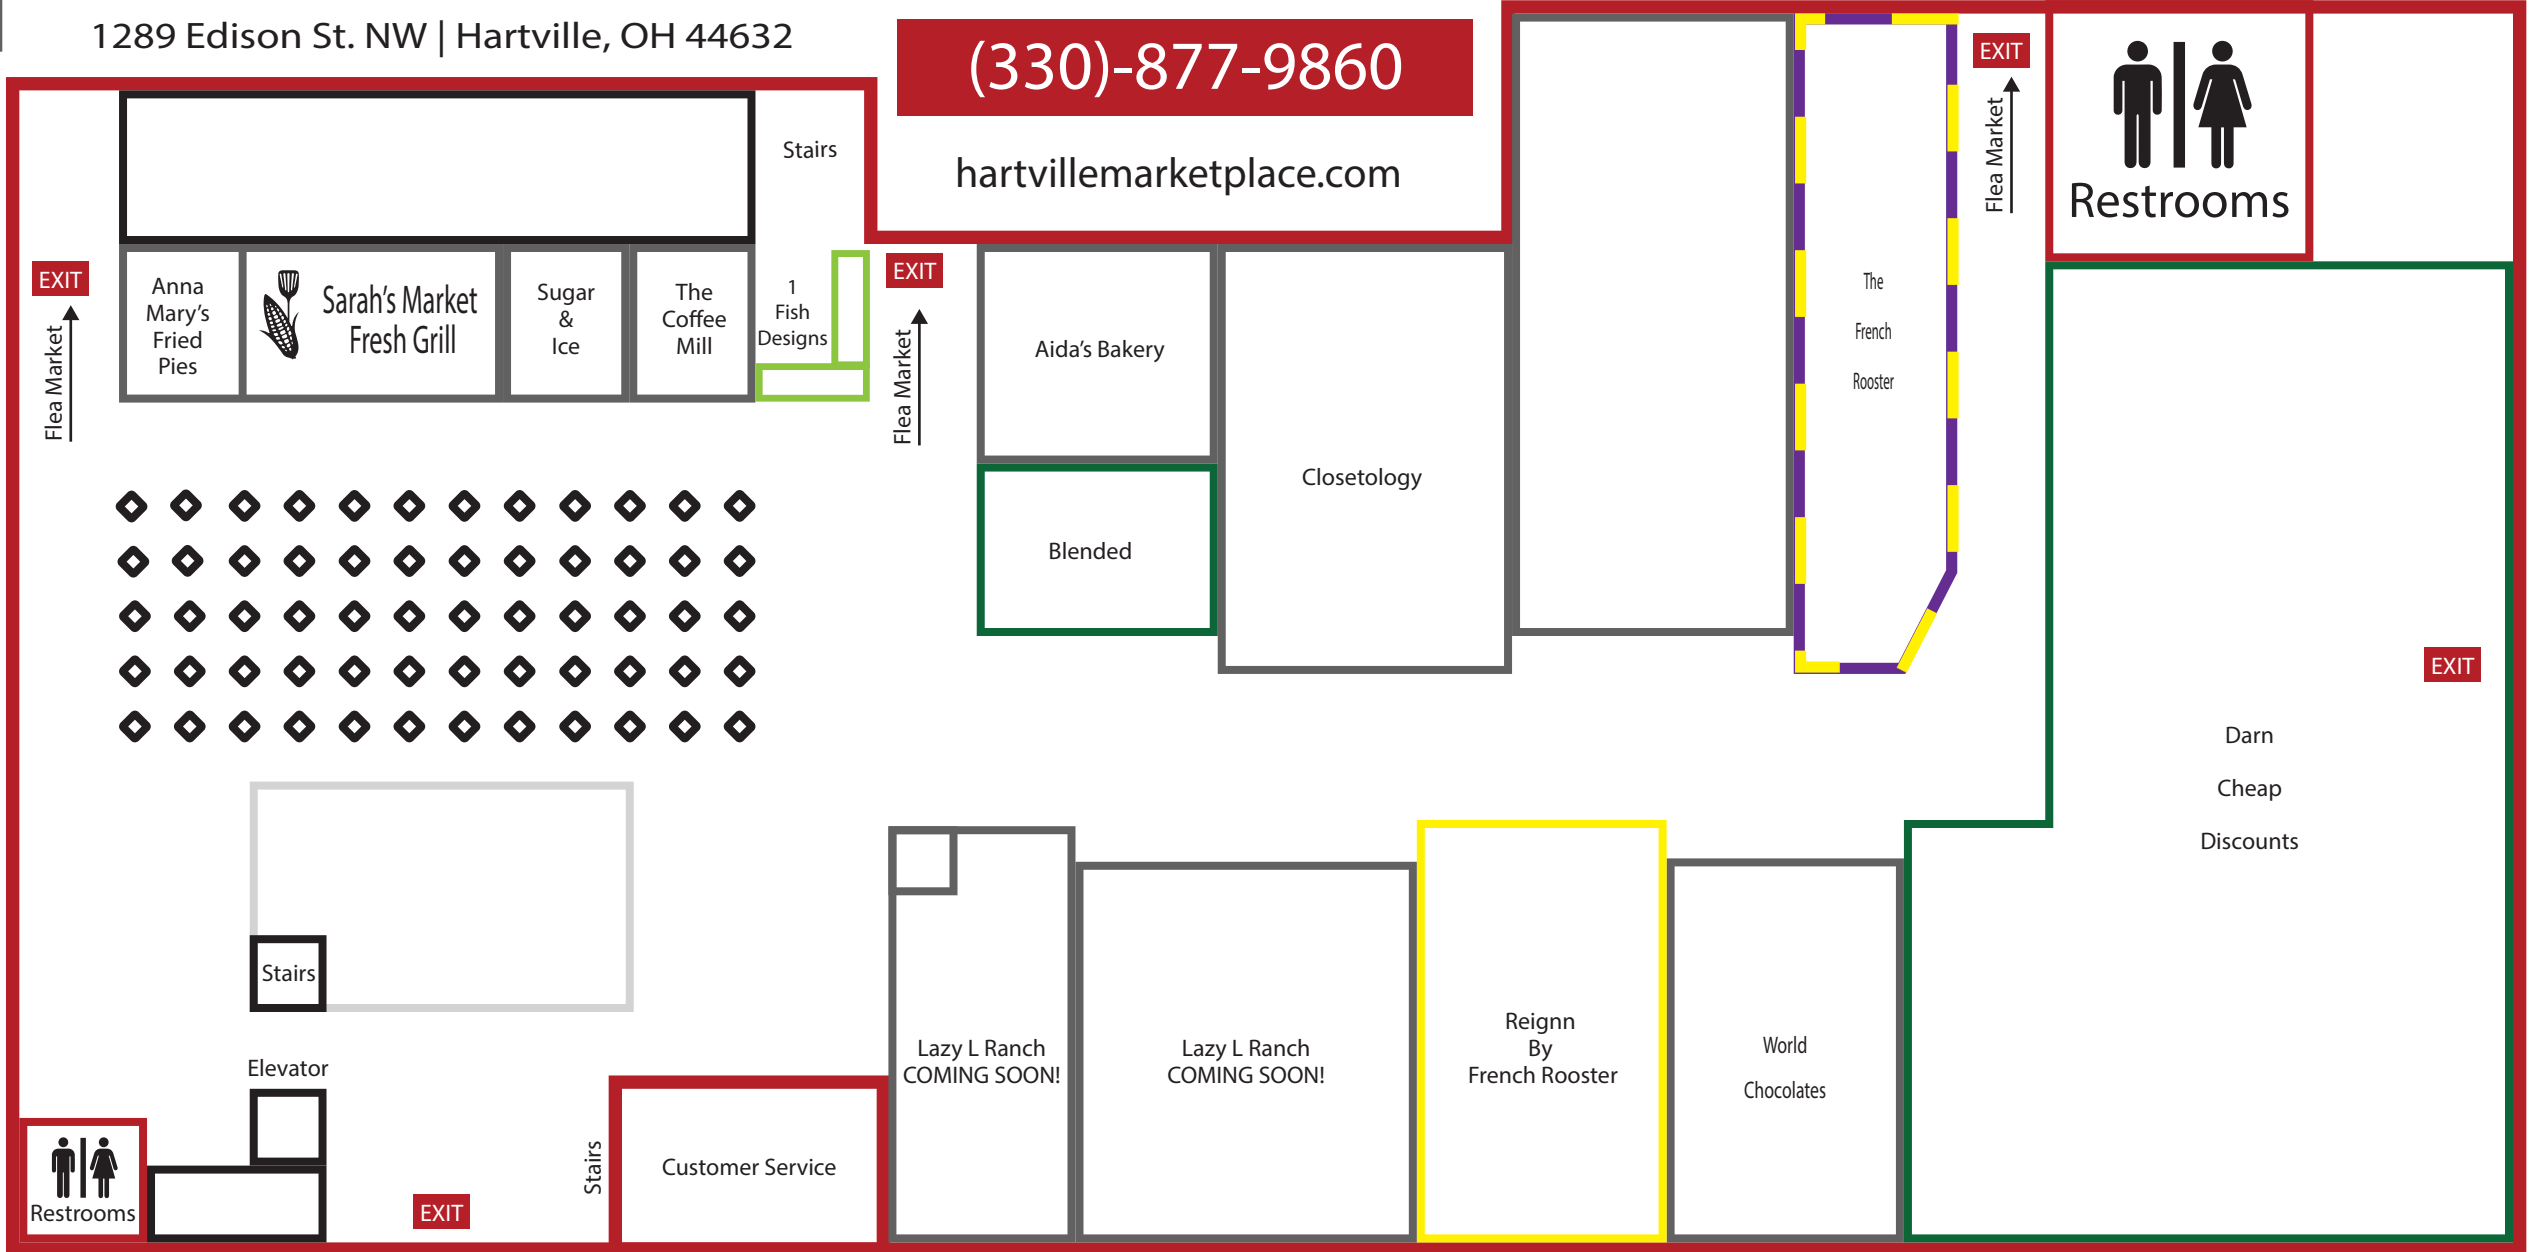 1289 Edison St. NW | Hartville, OH 44632
(330)-877-9860
hartvillemarketplace.com
Stairs
EXIT
Flea Market
Restrooms
EXIT
Flea Market
Anna
Mary's
Fried
Pies
Sarah's Market
Fresh Grill
Sugar
&
Ice
The
Coffee
Mill
1
Fish
Designs
EXIT
Flea Market
Aida's Bakery
Blended
Closetology
The
French
Rooster
EXIT
Darn
Cheap
Discounts
Stairs
Elevator
Restrooms
EXIT
Stairs
Customer Service
Lazy L Ranch
COMING SOON!
Lazy L Ranch
COMING SOON!
Reignn
By
French Rooster
World
Chocolates